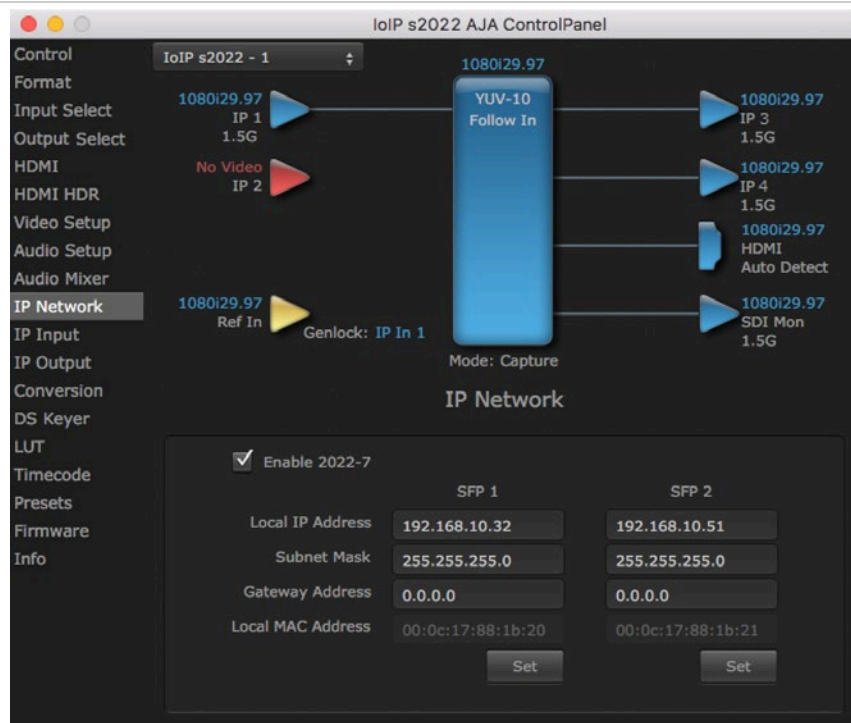 IoIP s2022 AJA ControlPanel
Control
Format
Input Select
Output Select
HDMI
HDMI HDR
Video Setup
Audio Setup
Audio Mixer
IP Network
IP Input
IP Output
Conversion
DS Keyer
LUT
Timecode
Presets
Firmware
Info
IoIP s2022 - 1
1080i29.97
1080i29.97
IP 1
1.5G
No Video
IP 2
1080i29.97
Ref In
Genlock: IP In 1
YUV-10
Follow In
Mode: Capture
1080i29.97
IP 3
1.5G
1080i29.97
IP 4
1.5G
1080i29.97
HDMI
Auto Detect
1080i29.97
SDI Mon
1.5G
IP Network
Enable 2022-7
SFP 1 SFP 2
Local IP Address 192.168.10.32 192.168.10.51
Subnet Mask 255.255.255.0 255.255.255.0
Gateway Address 0.0.0.0 0.0.0.0
Local MAC Address 00:0c:17:88:1b:20 00:0c:17:88:1b:21
Set Set